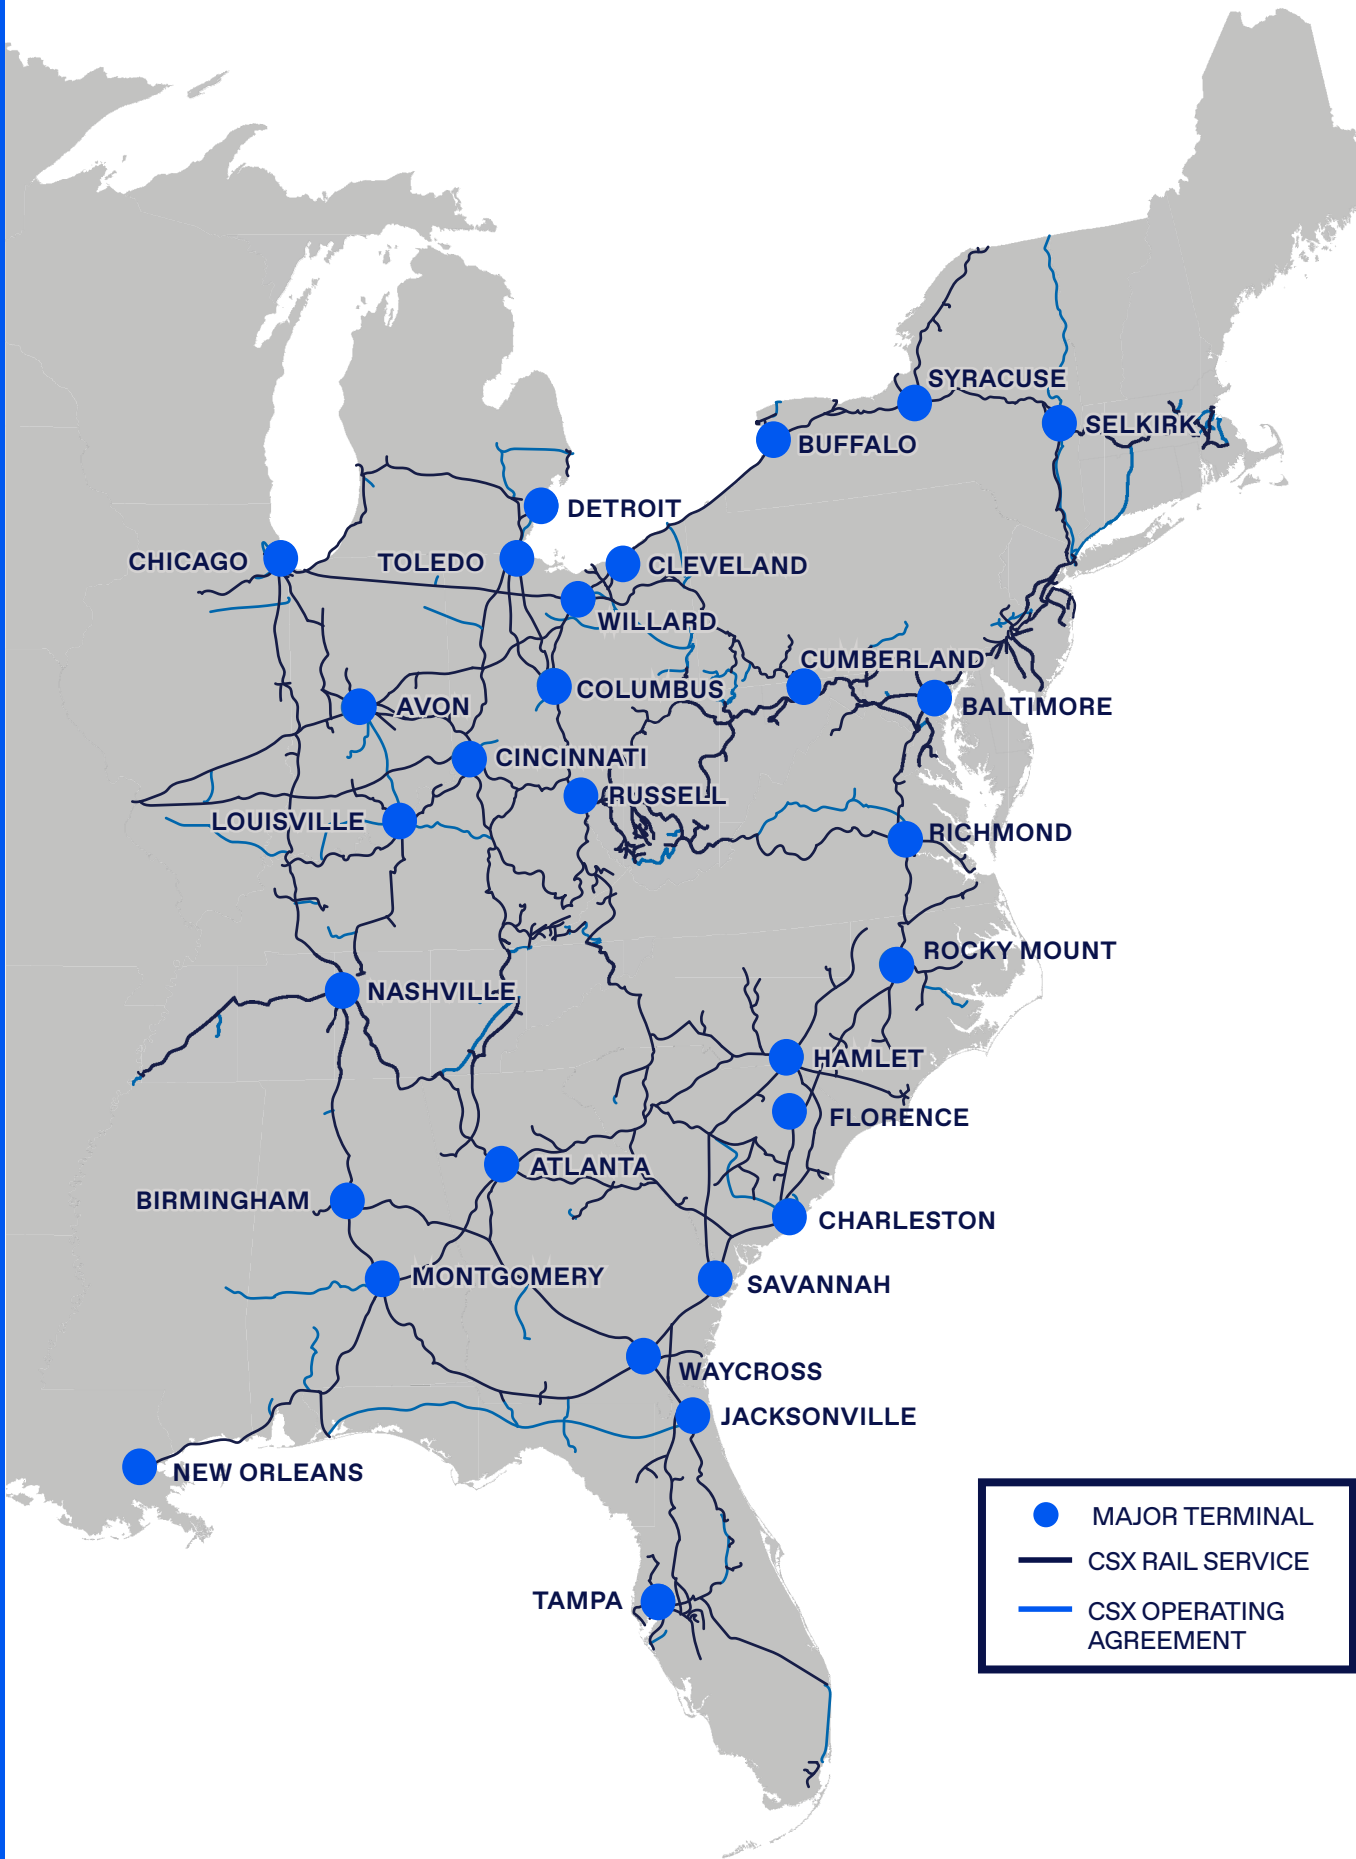 SYRACUSE
SELKIRK
BUFFALO
DETROIT
CHICAGO
TOLEDO
CLEVELAND
WILLARD
CUMBERLAND
COLUMBUS
AVON
BALTIMORE
CINCINNATI
RUSSELL
LOUISVILLE
RICHMOND
ROCKY MOUNT
NASHVILLE
HAMLET
FLORENCE
ATLANTA
BIRMINGHAM
CHARLESTON
MONTGOMERY
SAVANNAH
WAYCROSS
JACKSONVILLE
NEW ORLEANS
TAMPA
MAJOR TERMINAL
CSX RAIL SERVICE
CSX OPERATING
AGREEMENT